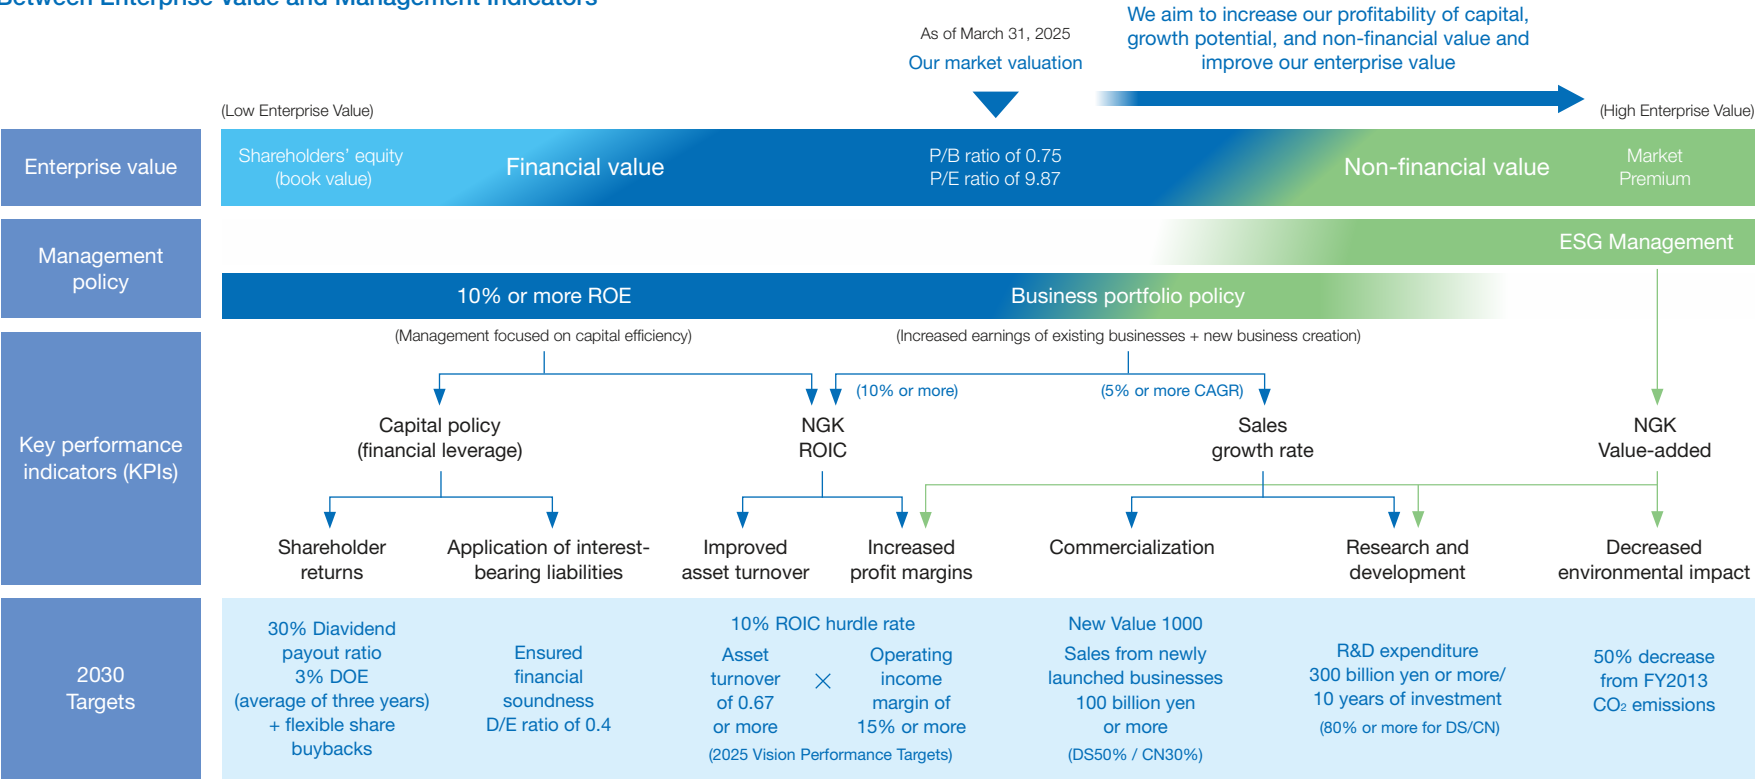 Between Enterprise Value and Management Indicators
As of March 31, 2025
Our market valuation
We aim to increase our profitability of capital,
growth potential, and non-financial value and
improve our enterprise value
(Low Enterprise Value)
(High Enterprise Value)
Enterprise value
Shareholders' equity
(book value)
Financial value
P/B ratio of 0.75
P/E ratio of 9.87
Non-financial value
Market
Premium
Management
policy
ESG Management
10% or more ROE
Business portfolio policy
(Management focused on capital efficiency)
(Increased earnings of existing businesses + new business creation)
(10% or more)
(5% or more CAGR)
Key performance
indicators (KPIs)
Capital policy
(financial leverage)
NGK
ROIC
Sales
growth rate
NGK
Value-added
Shareholder
returns
Application of interest-
bearing liabilities
Improved
asset turnover
Increased
profit margins
Commercialization
Research and
development
Decreased
environmental impact
2030
Targets
30% Diavidend
payout ratio
3% DOE
(average of three years)
+ flexible share
buybacks
Ensured
financial
soundness
D/E ratio of 0.4
10% ROIC hurdle rate
Asset
turnover
of 0.67
or more
×
Operating
income
margin of
15% or more
(2025 Vision Performance Targets)
New Value 1000
Sales from newly
launched businesses
100 billion yen
or more
(DS50% / CN30%)
R&D expenditure
300 billion yen or more/
10 years of investment
(80% or more for DS/CN)
50% decrease
from FY2013
CO₂ emissions